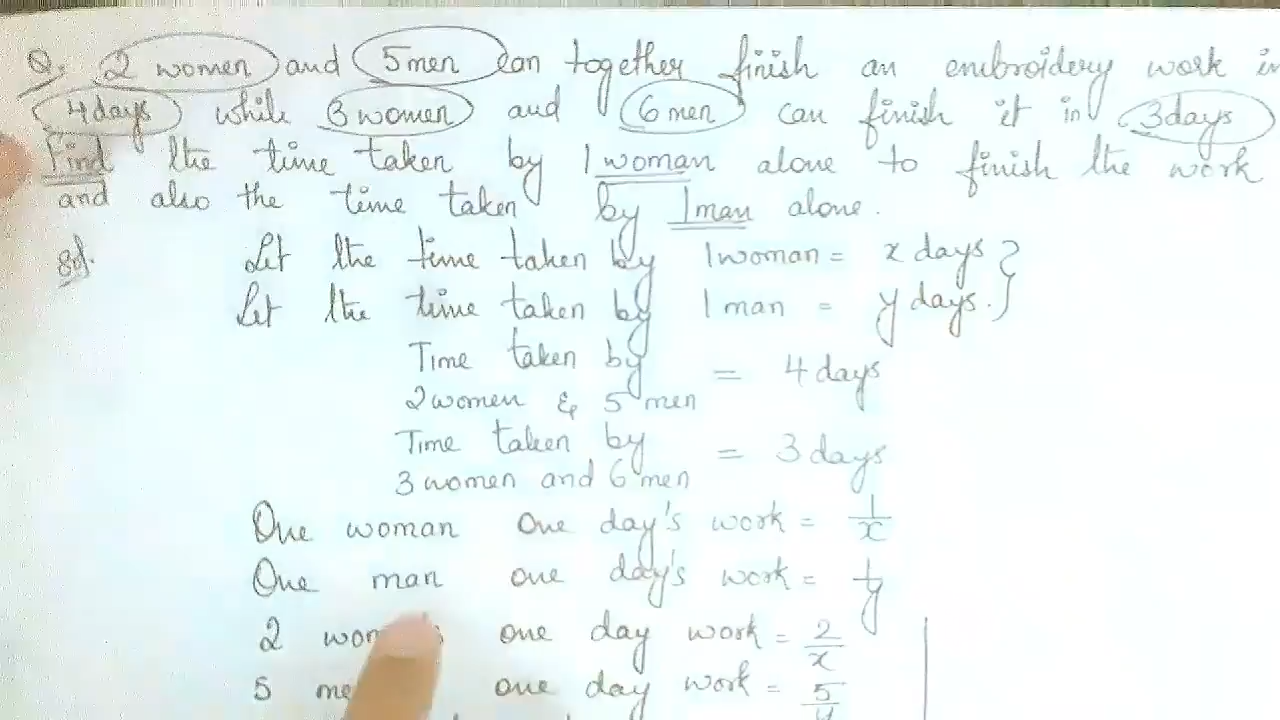 Q. 2 women and 5 men can together finish an embroidery work in
4 days while 3 women and 6 men can finish it in 3 days
Find the time taken by 1 woman alone to finish the work
and also the time taken by 1 man alone.
Sol. Let the time taken by 1 woman = x days }
Let the time taken by 1 man = y days. }
Time taken by
2 women & 5 men = 4 days
Time taken by
3 women and 6 men = 3 days
One woman one day's work = 1/x
One man one day's work = 1/y
2 one day work = 2/x
5 one day work = 5/y